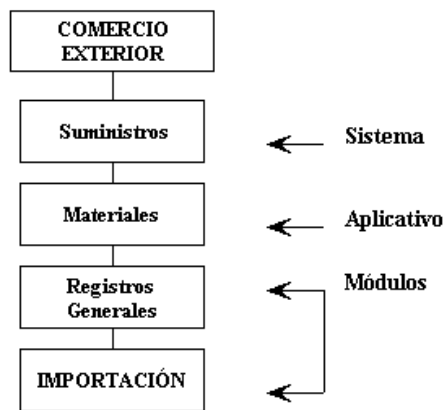 COMERCIO
EXTERIOR
Suministros
Sistema
Materiales
Aplicativo
Registros
Generales
Módulos
IMPORTACIÓN